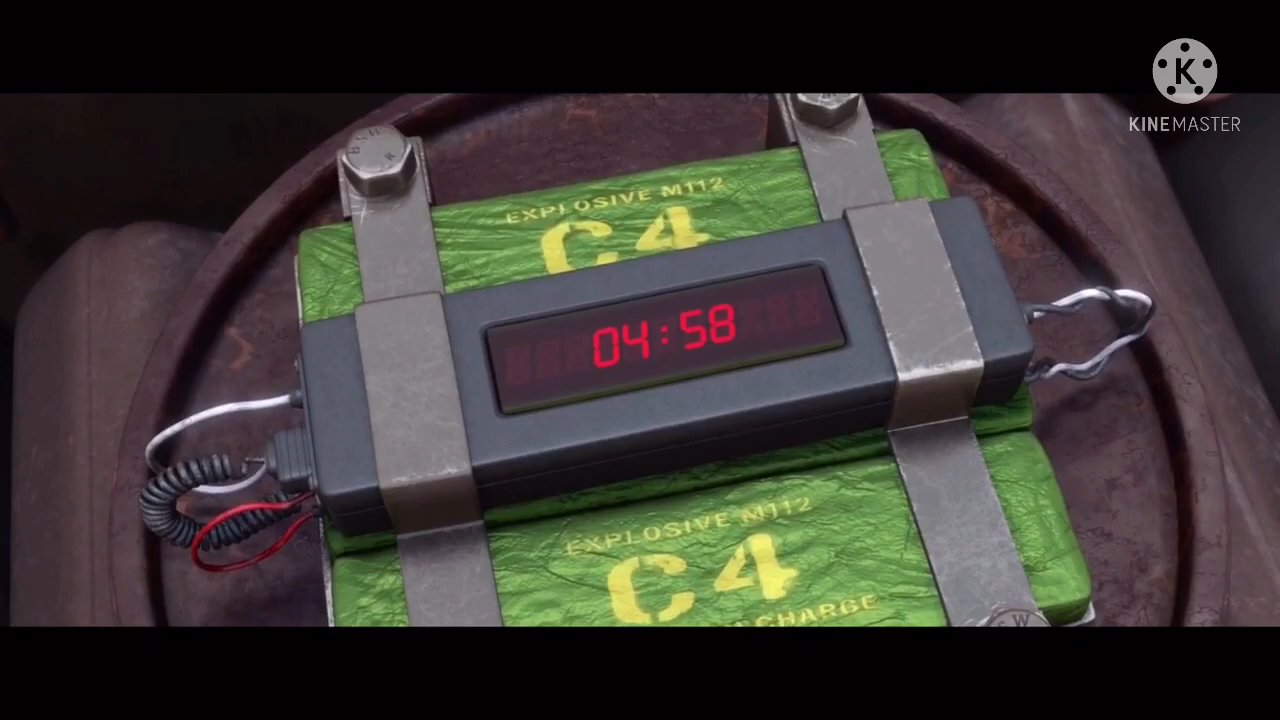 K
KINEMASTER
B S W
R
EXPLOSIVE M112
C4
04:58
EXPLOSIVE M112
C4
CHARGE
S W